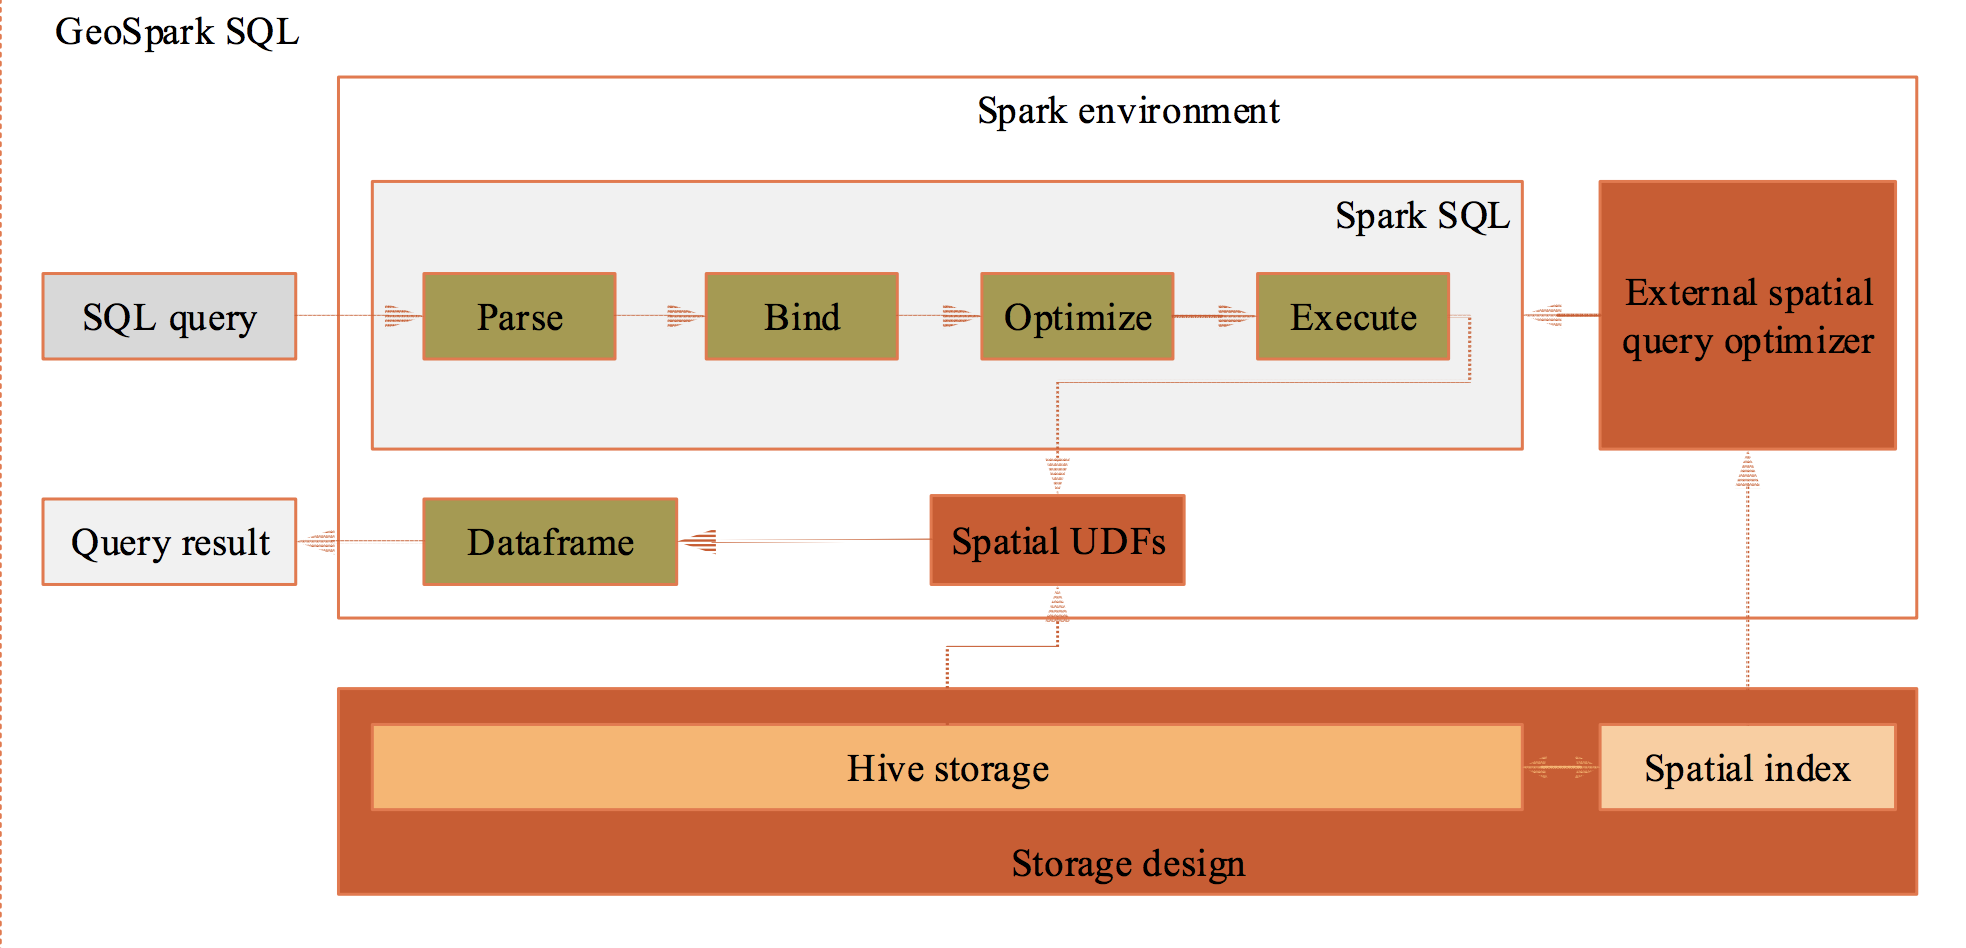 GeoSpark SQL
Spark environment
Spark SQL
SQL query
Parse
Bind
Optimize
Execute
External spatial
query optimizer
Query result
Dataframe
Spatial UDFs
Hive storage
Spatial index
Storage design